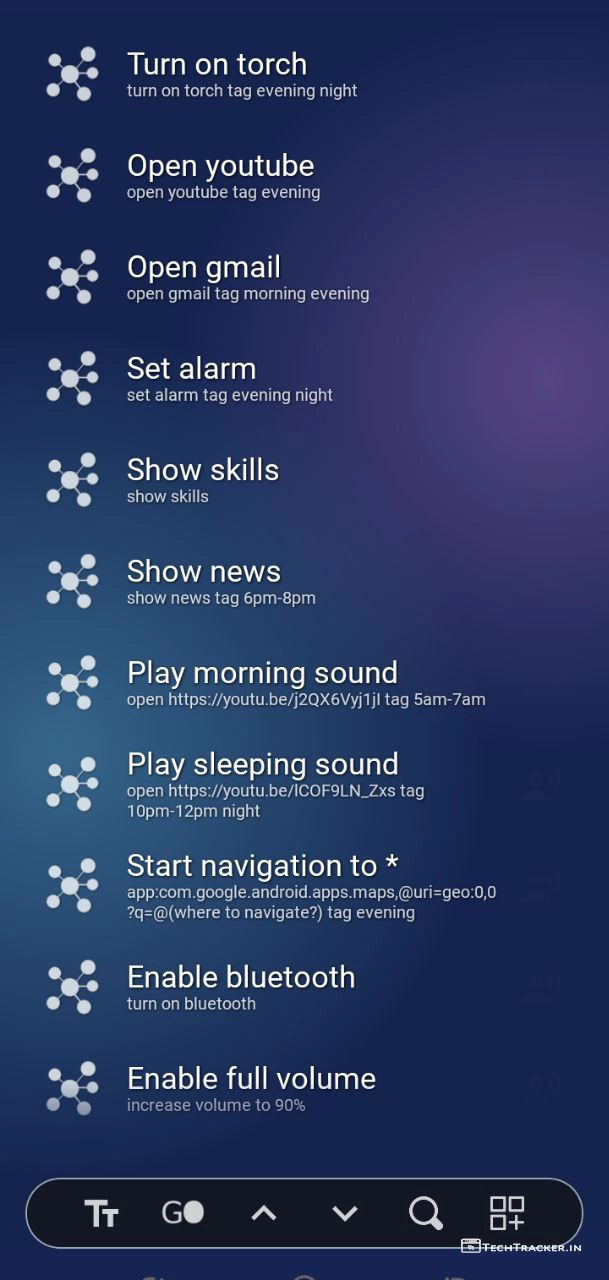 Turn on torch
turn on torch tag evening night
Open youtube
open youtube tag evening
Open gmail
open gmail tag morning evening
Set alarm
set alarm tag evening night
Show skills
show skills
Show news
show news tag 6pm-8pm
Play morning sound
open https://youtu.be/j2QX6Vyj1jI tag 5am-7am
Play sleeping sound
open https://youtu.be/lCOF9LN_Zxs tag
10pm-12pm night
Start navigation to *
app:com.google.android.apps.maps,@uri=geo:0,0
?q=@(where to navigate?) tag evening
Enable bluetooth
turn on bluetooth
Enable full volume
increase volume to 90%
TT GO
TECHTRACKER.IN